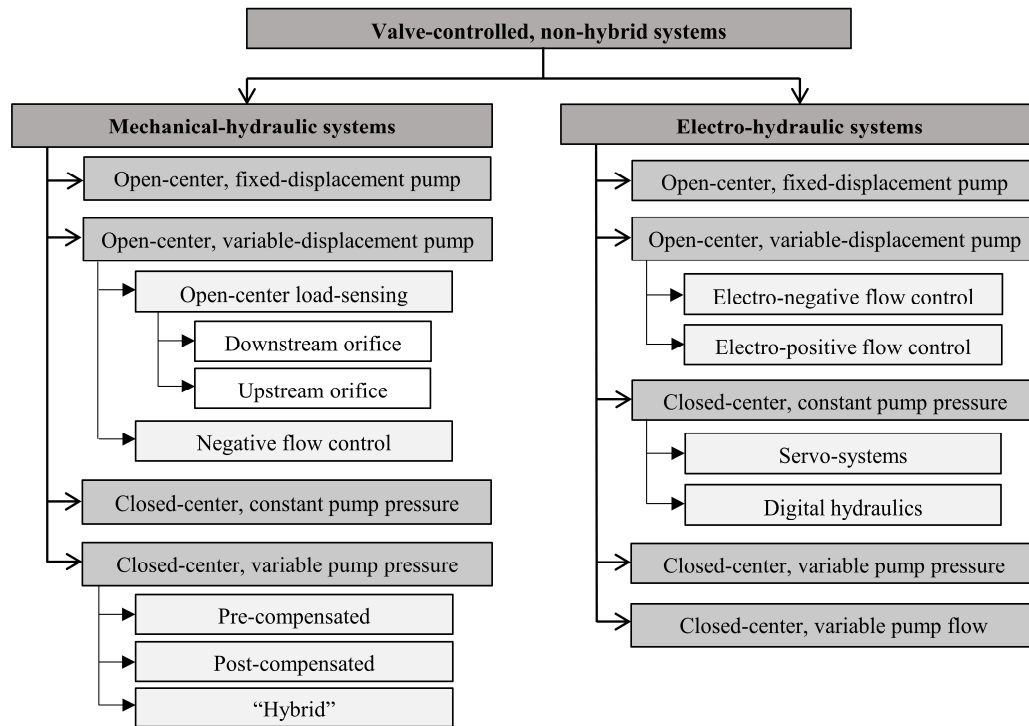 Valve-controlled, non-hybrid systems
Mechanical-hydraulic systems
Open-center, fixed-displacement pump
Open-center, variable-displacement pump
Open-center load-sensing
Downstream orifice
Upstream orifice
Negative flow control
Closed-center, constant pump pressure
Closed-center, variable pump pressure
Pre-compensated
Post-compensated
“Hybrid”
Electro-hydraulic systems
Open-center, fixed-displacement pump
Open-center, variable-displacement pump
Electro-negative flow control
Electro-positive flow control
Closed-center, constant pump pressure
Servo-systems
Digital hydraulics
Closed-center, variable pump pressure
Closed-center, variable pump flow